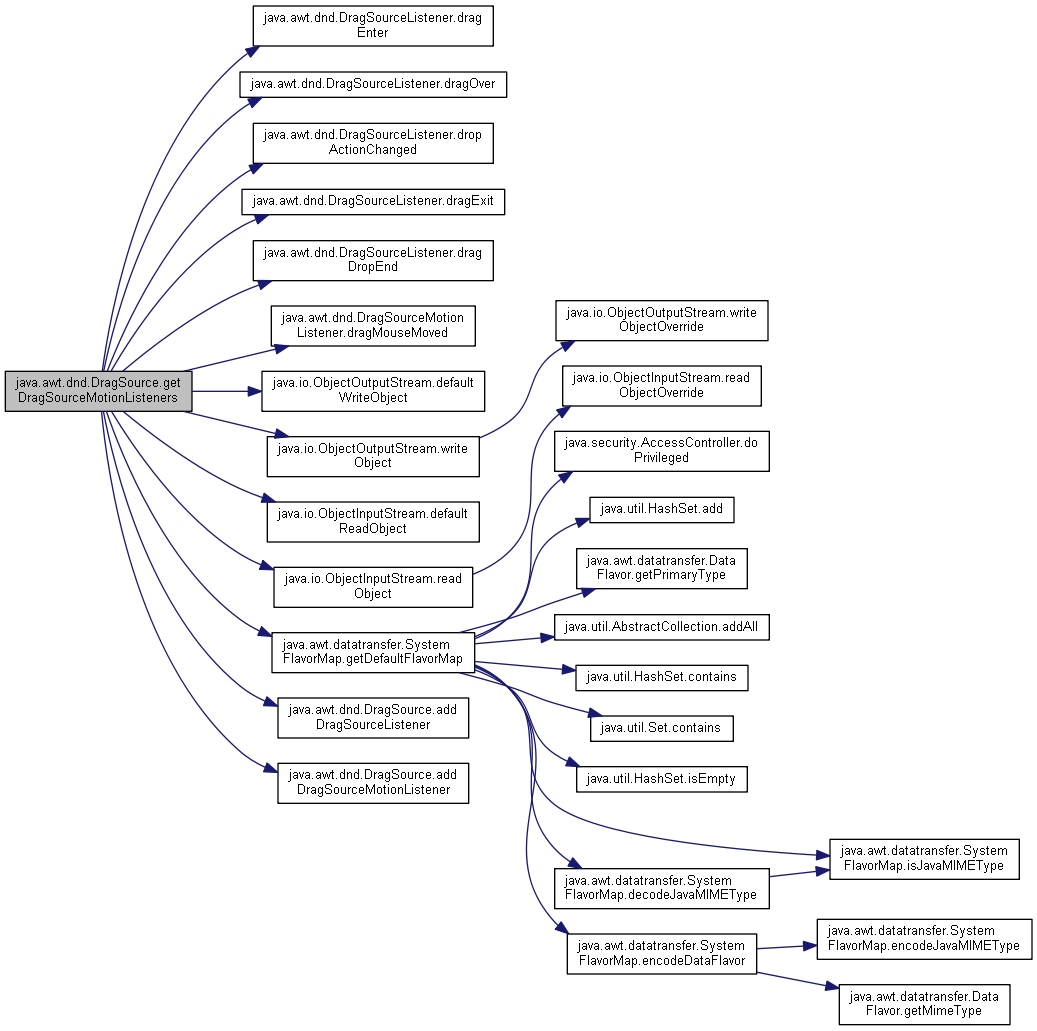 java.awt.dnd.DragSource.get
DragSourceMotionListeners
java.awt.dnd.DragSourceListener.drag
Enter
java.awt.dnd.DragSourceListener.dragOver
java.awt.dnd.DragSourceListener.drop
ActionChanged
java.awt.dnd.DragSourceListener.dragExit
java.awt.dnd.DragSourceListener.drag
DropEnd
java.awt.dnd.DragSourceMotion
Listener.dragMouseMoved
java.io.ObjectOutputStream.default
WriteObject
java.io.ObjectOutputStream.write
Object
java.io.ObjectInputStream.default
ReadObject
java.io.ObjectInputStream.read
Object
java.awt.datatransfer.System
FlavorMap.getDefaultFlavorMap
java.awt.dnd.DragSource.add
DragSourceListener
java.awt.dnd.DragSource.add
DragSourceMotionListener
java.io.ObjectOutputStream.write
ObjectOverride
java.io.ObjectInputStream.read
ObjectOverride
java.security.AccessController.do
Privileged
java.util.HashSet.add
java.awt.datatransfer.Data
Flavor.getPrimaryType
java.util.AbstractCollection.addAll
java.util.HashSet.contains
java.util.Set.contains
java.util.HashSet.isEmpty
java.awt.datatransfer.System
FlavorMap.decodeJavaMIMEType
java.awt.datatransfer.System
FlavorMap.encodeDataFlavor
java.awt.datatransfer.System
FlavorMap.isJavaMIMEType
java.awt.datatransfer.System
FlavorMap.encodeJavaMIMEType
java.awt.datatransfer.Data
Flavor.getMimeType